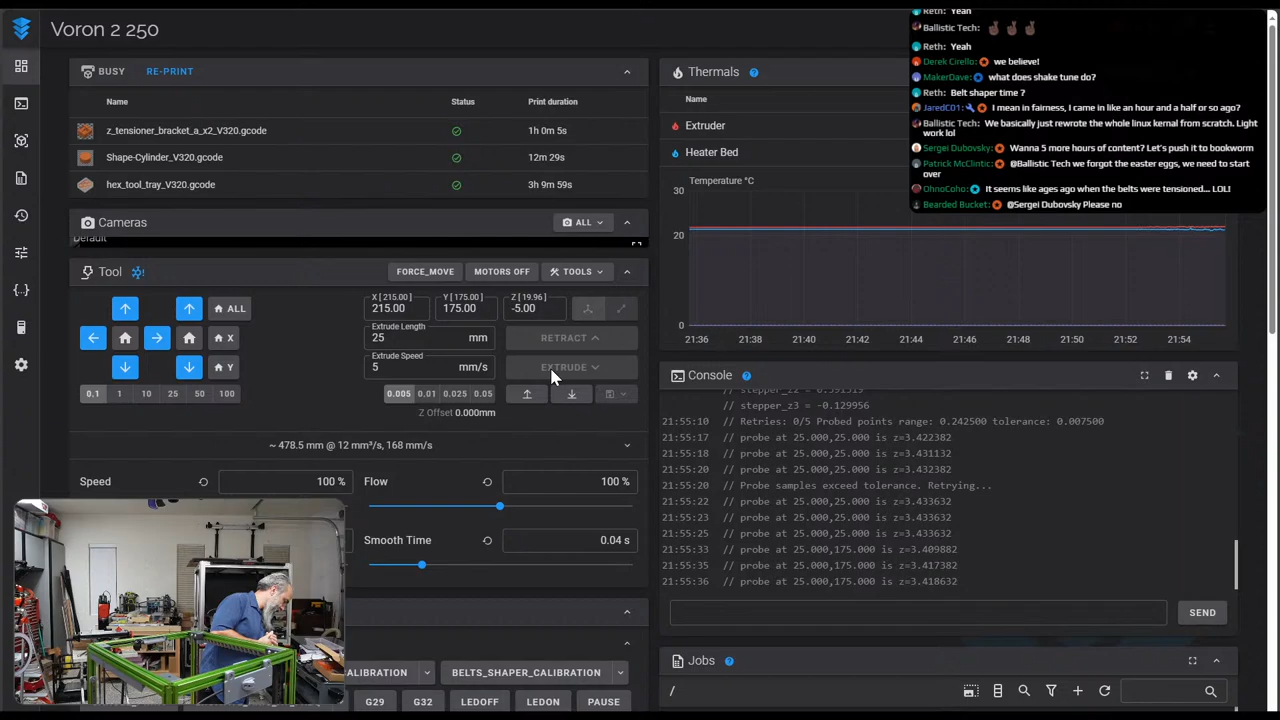 Voron 2 250
BUSY RE-PRINT
Name Status Print duration
z_tensioner_bracket_a_x2_V320.gcode 1h 0m 5s
Shape-Cylinder_V320.gcode 12m 29s
hex_tool_tray_V320.gcode 3h 9m 59s
Cameras ALL
Default
Tool FORCE_MOVE MOTORS OFF TOOLS
ALL
X
Y
X [ 215.00 ] Y [ 175.00 ] Z [ 19.96 ]
215.00 175.00 -5.00
Extrude Length
25 mm RETRACT
Extrude Speed
5 mm/s EXTRUDE
0.1 1 10 25 50 100 0.005 0.01 0.025 0.05
Z Offset 0.000mm
~ 478.5 mm @ 12 mm³/s, 168 mm/s
Speed 100 % Flow 100 %
Smooth Time 0.04 s
ALIBRATION BELTS_SHAPER_CALIBRATION
G29 G32 LEDOFF LEDON PAUSE
Thermals
Name
Extruder
Heater Bed
Temperature °C
30
20
0
21:36 21:38 21:40 21:42 21:44 21:46 21:48 21:50 21:52 21:54
Console
// stepper_z3 = -0.129956
21:55:10 // Retries: 0/5 Probed points range: 0.242500 tolerance: 0.007500
21:55:17 // probe at 25.000,25.000 is z=3.422382
21:55:18 // probe at 25.000,25.000 is z=3.431132
21:55:20 // probe at 25.000,25.000 is z=3.432382
21:55:20 // Probe samples exceed tolerance. Retrying...
21:55:22 // probe at 25.000,25.000 is z=3.433632
21:55:23 // probe at 25.000,25.000 is z=3.433632
21:55:25 // probe at 25.000,25.000 is z=3.433632
21:55:33 // probe at 25.000,175.000 is z=3.409882
21:55:35 // probe at 25.000,175.000 is z=3.417382
21:55:36 // probe at 25.000,175.000 is z=3.418632
SEND
Jobs
/
Reth: Yeah
Ballistic Tech:
Reth: Yeah
Derek Cirello: we believe!
MakerDave: what does shake tune do?
Reth: Belt shaper time ?
JaredC01: I mean in fairness, I came in like an hour and a half or so ago?
Ballistic Tech: We basically just rewrote the whole linux kernal from scratch. Light
work lol
Sergei Dubovsky: Wanna 5 more hours of content? Let's push it to bookworm
Patrick McClintic: @Ballistic Tech we forgot the easter eggs, we need to start
over
OhnoCoho: It seems like ages ago when the belts were tensioned... LOL!
Bearded Bucket: @Sergei Dubovsky Please no